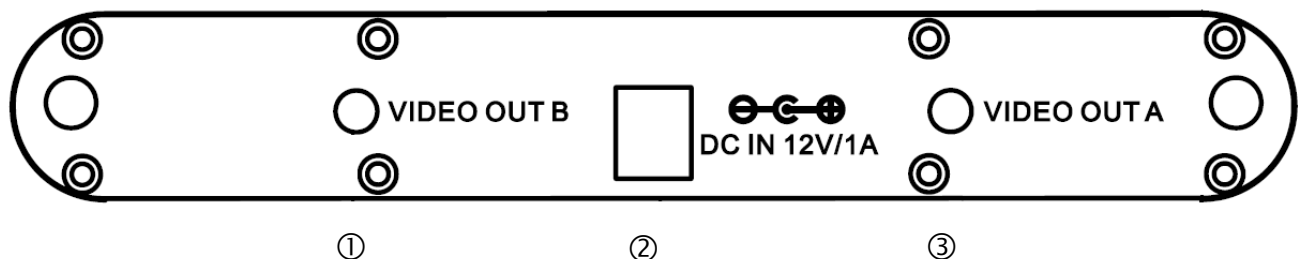 VIDEO OUT B
DC IN 12V/1A
VIDEO OUT A
① ② ③